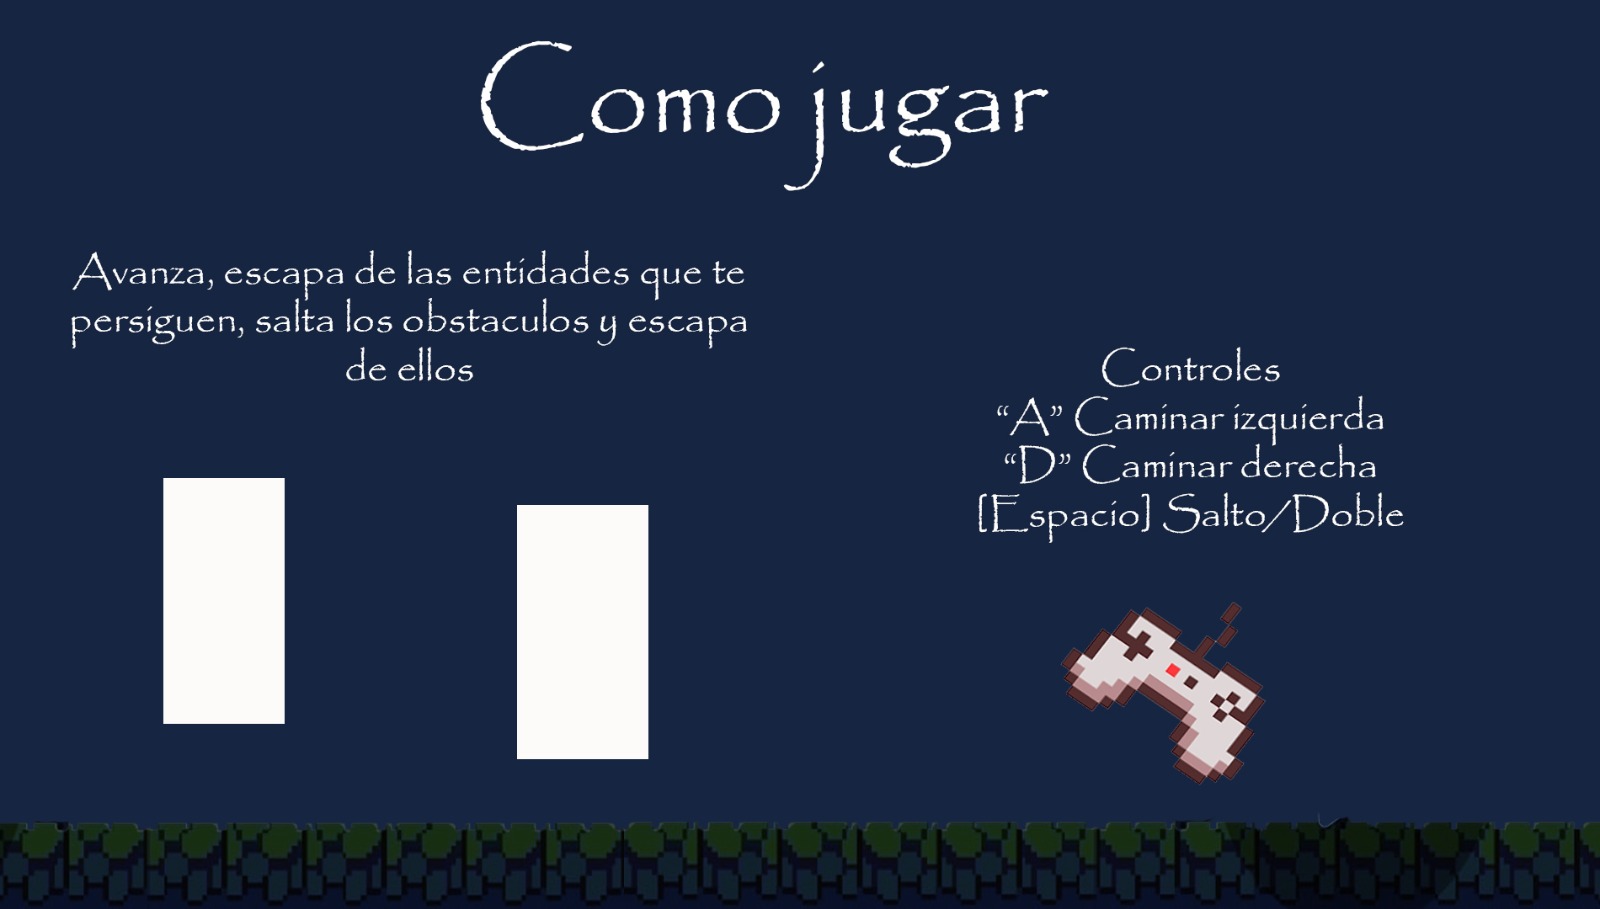 Como jugar
Avanza, escapa de las entidades que te
persiguen, salta los obstaculos y escapa
de ellos
Controles
“A” Caminar izquierda
“D” Caminar derecha
[Espacio] Salto/Doble